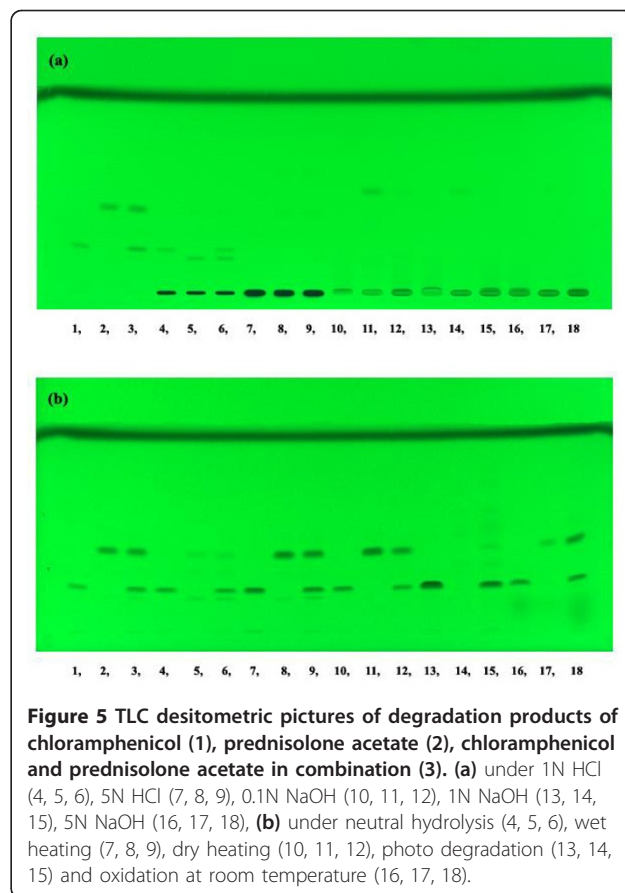 (a)
1, 2, 3, 4, 5, 6, 7, 8, 9, 10, 11, 12, 13, 14, 15, 16, 17, 18
(b)
1, 2, 3, 4, 5, 6, 7, 8, 9, 10, 11, 12, 13, 14, 15, 16, 17, 18
Figure 5 TLC desitometric pictures of degradation products of
chloramphenicol (1), prednisolone acetate (2), chloramphenicol
and prednisolone acetate in combination (3). (a) under 1N HCl
(4, 5, 6), 5N HCl (7, 8, 9), 0.1N NaOH (10, 11, 12), 1N NaOH (13, 14,
15), 5N NaOH (16, 17, 18), (b) under neutral hydrolysis (4, 5, 6), wet
heating (7, 8, 9), dry heating (10, 11, 12), photo degradation (13, 14,
15) and oxidation at room temperature (16, 17, 18).